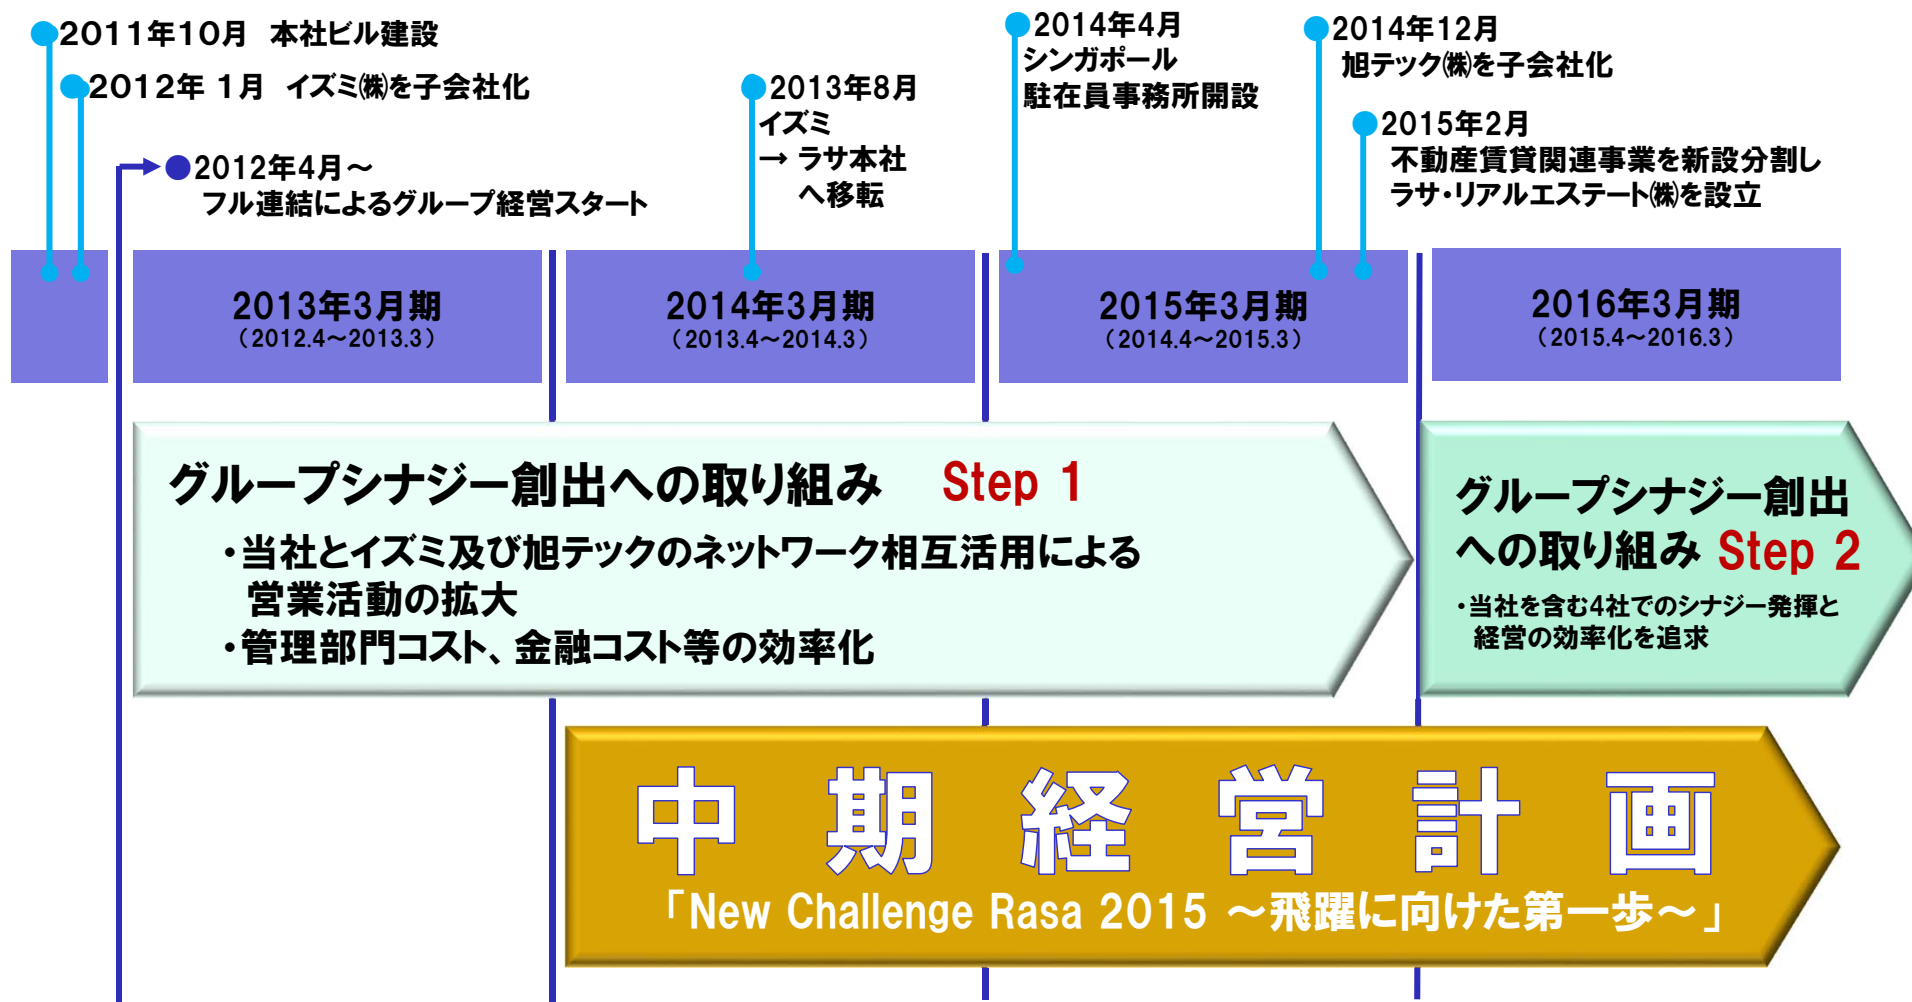 2011年10月 本社ビル建設
2012年 1月 イズミ㈱を子会社化
2012年4月～
フル連結によるグループ経営スタート
2013年8月
イズミ
→ ラサ本社
へ移転
2014年4月
シンガポール
駐在員事務所開設
2014年12月
旭テック㈱を子会社化
2015年2月
不動産賃貸関連事業を新設分割し
ラサ・リアルエステート㈱を設立
2013年3月期
（2012.4～2013.3）
2014年3月期
（2013.4～2014.3）
2015年3月期
（2014.4～2015.3）
2016年3月期
（2015.4～2016.3）
グループシナジー創出への取り組み Step 1
・当社とイズミ及び旭テックのネットワーク相互活用による
営業活動の拡大
・管理部門コスト、金融コスト等の効率化
グループシナジー創出
への取り組み Step 2
・当社を含む4社でのシナジー発揮と
経営の効率化を追求
中期経営計画
「New Challenge Rasa 2015 ～飛躍に向けた第一歩～」